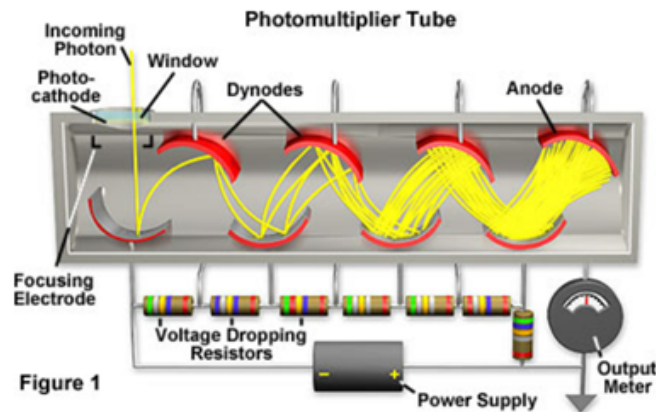 Photomultiplier Tube
Incoming
Photon
Window
Photo-
cathode
Dynodes
Anode
Focusing
Electrode
Voltage Dropping
Resistors
Figure 1
Power Supply
Output
Meter